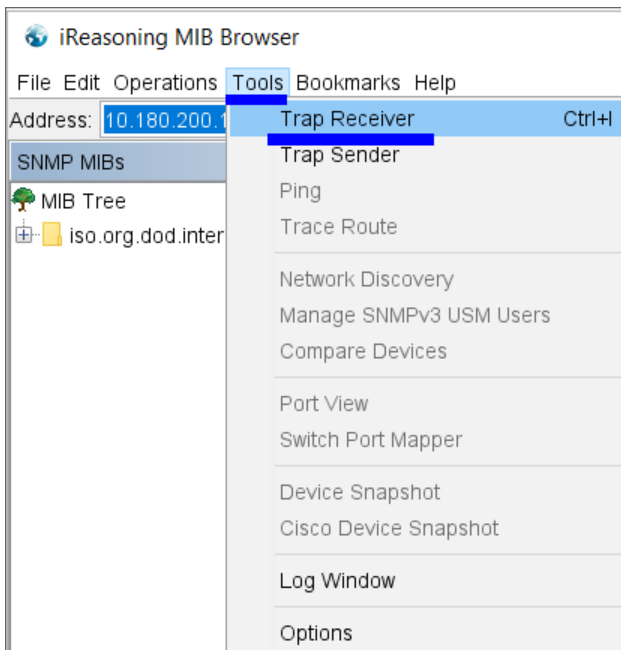 iReasoning MIB Browser
File Edit Operations Tools Bookmarks Help
Address: 10.180.200.1
Trap Receiver Ctrl+I
SNMP MIBs
Trap Sender
MIB Tree
Ping
iso.org.dod.inter
Trace Route
Network Discovery
Manage SNMPv3 USM Users
Compare Devices
Port View
Switch Port Mapper
Device Snapshot
Cisco Device Snapshot
Log Window
Options